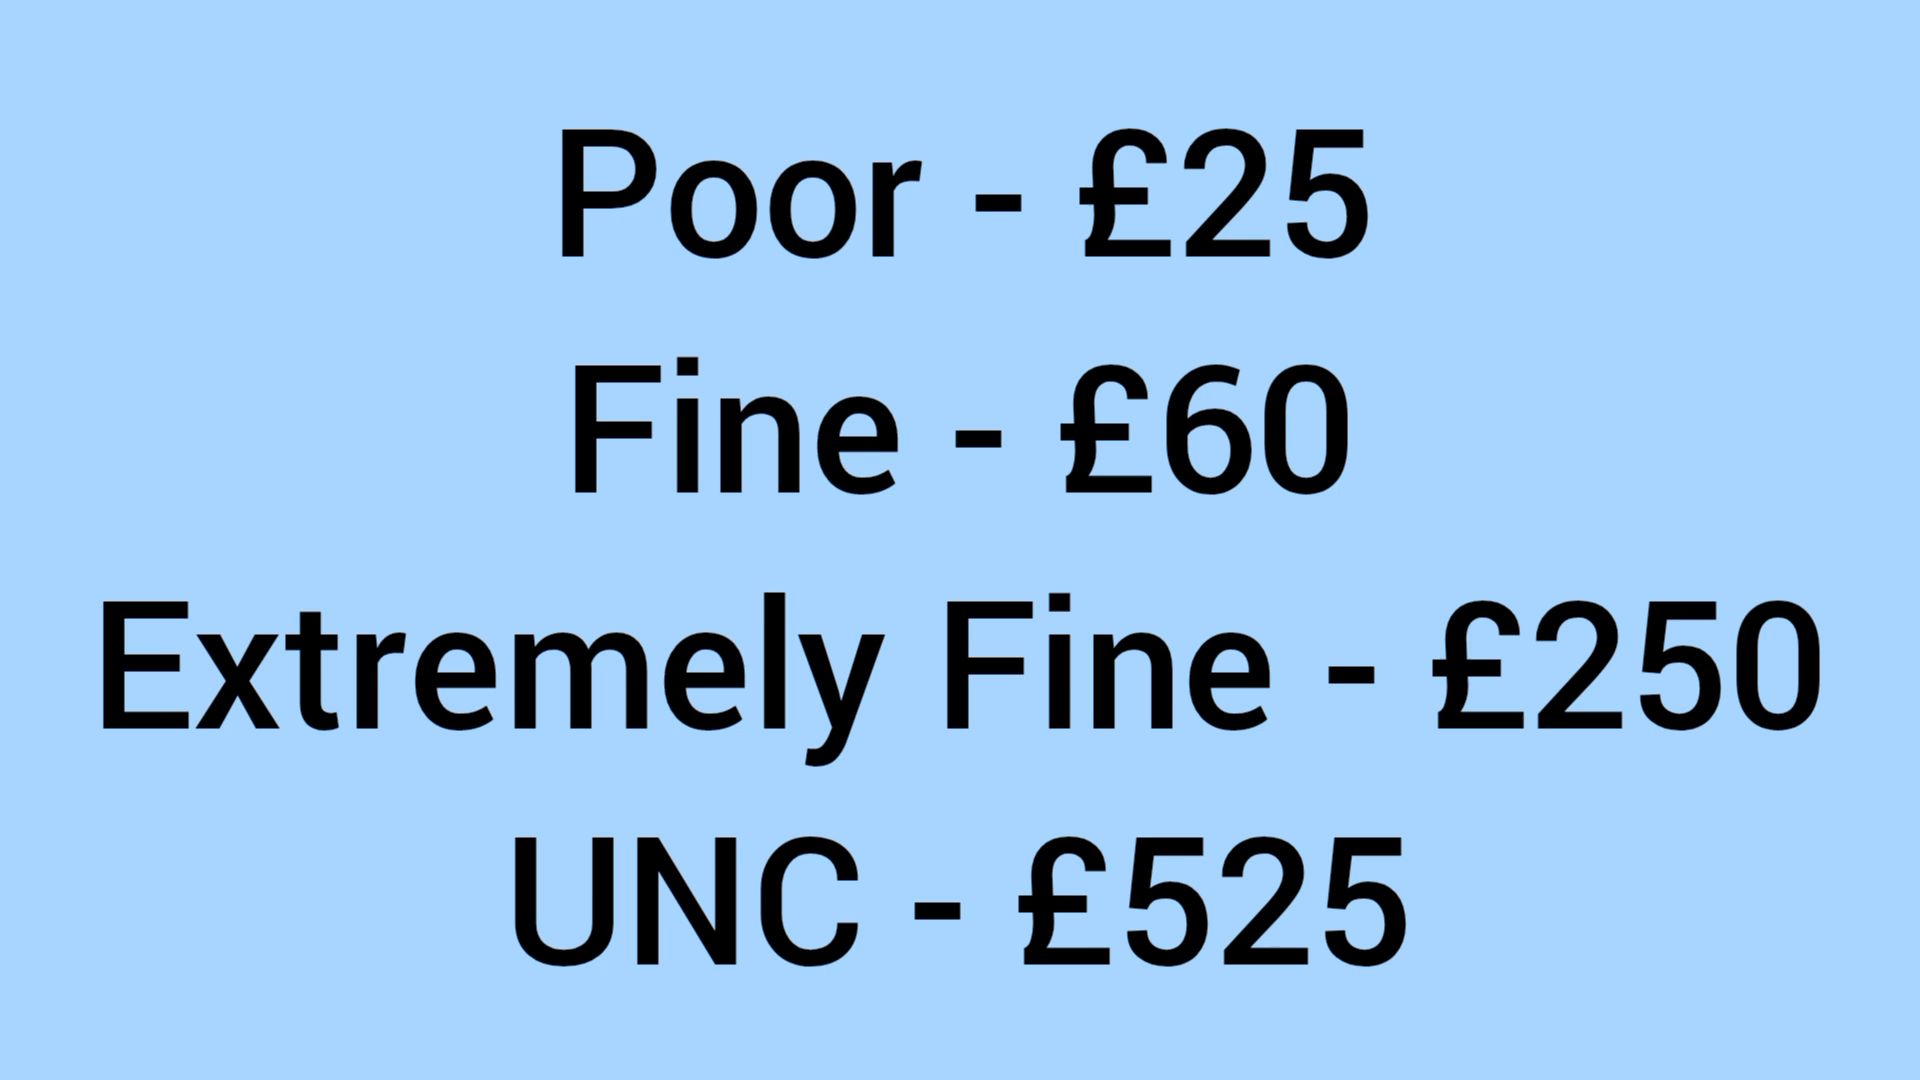 Poor - £25
Fine - £60
Extremely Fine - £250
UNC - £525